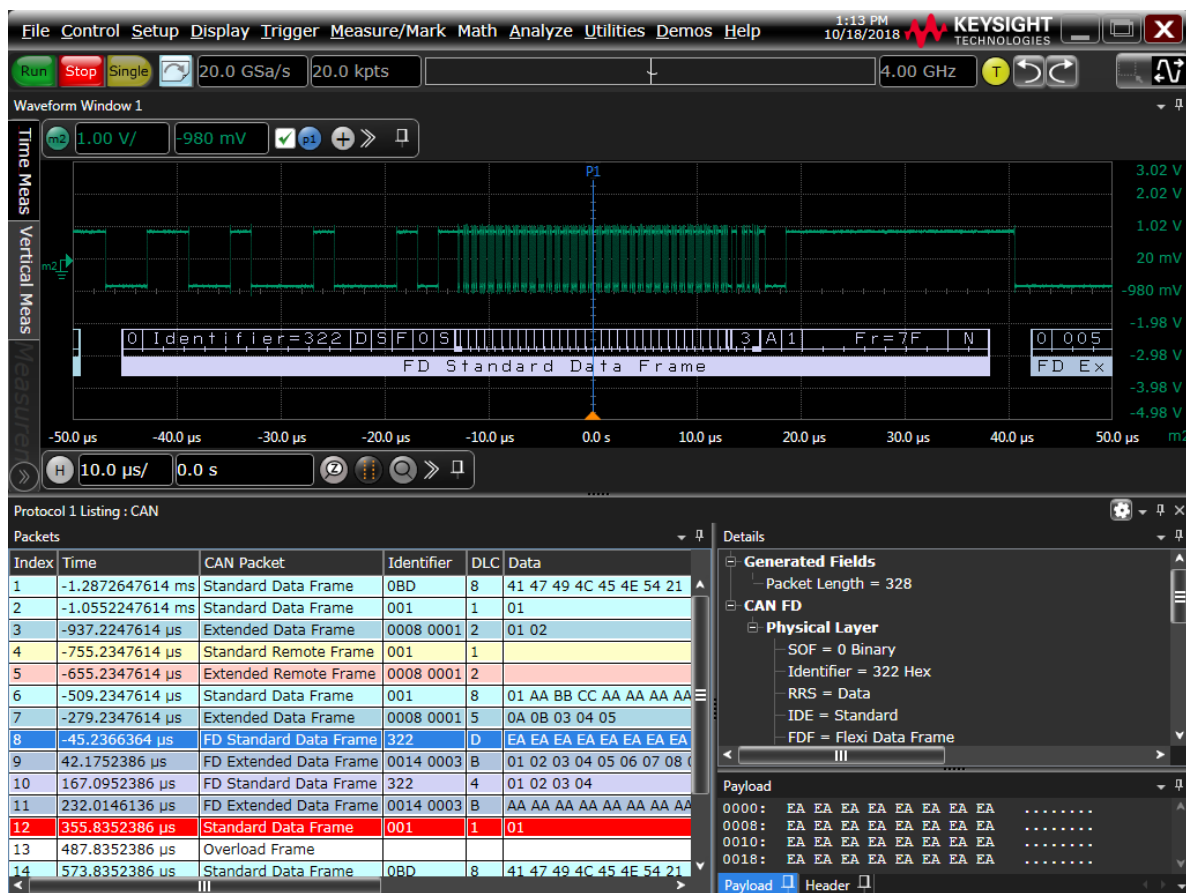 File Control Setup Display Trigger Measure/Mark Math Analyze Utilities Demos Help
1:13 PM
10/18/2018
KEYSIGHT
TECHNOLOGIES
Run Stop Single 20.0 GSa/s 20.0 kpts 4.00 GHz T
Waveform Window 1
Time Meas
Vertical Meas
m2 1.00 V/ -980 mV p1
P1
3.02 V
2.02 V
1.02 V
m2 20 mV
-980 mV
-1.98 V
-2.98 V
-3.98 V
-4.98 V
0 Identifier=322 D S F 0 S 3 A 1 Fr=7F N 0 005
FD Standard Data Frame FD Ex
-50.0 µs -40.0 µs -30.0 µs -20.0 µs -10.0 µs 0.0 s 10.0 µs 20.0 µs 30.0 µs 40.0 µs 50.0 µs
H 10.0 µs/ 0.0 s
Protocol 1 Listing : CAN
Packets
Index Time CAN Packet Identifier DLC Data
1 -1.2872647614 ms Standard Data Frame 0BD 8 41 47 49 4C 45 4E 54 21
2 -1.0552247614 ms Standard Data Frame 001 1 01
3 -937.2247614 µs Extended Data Frame 0008 0001 2 01 02
4 -755.2347614 µs Standard Remote Frame 001 1
5 -655.2347614 µs Extended Remote Frame 0008 0001 2
6 -509.2347614 µs Standard Data Frame 001 8 01 AA BB CC AA AA AA AA
7 -279.2347614 µs Extended Data Frame 0008 0001 5 0A 0B 03 04 05
8 -45.2366364 µs FD Standard Data Frame 322 D EA EA EA EA EA EA EA EA
9 42.1752386 µs FD Extended Data Frame 0014 0003 B 01 02 03 04 05 06 07 08
10 167.0952386 µs FD Standard Data Frame 322 4 01 02 03 04
11 232.0146136 µs FD Extended Data Frame 0014 0003 B AA AA AA AA AA AA AA AA
12 355.8352386 µs Standard Data Frame 001 1 01
13 487.8352386 µs Overload Frame
14 573.8352386 µs Standard Data Frame 0BD 8 41 47 49 4C 45 4E 54 21
Details
Generated Fields
Packet Length = 328
CAN FD
Physical Layer
SOF = 0 Binary
Identifier = 322 Hex
RRS = Data
IDE = Standard
FDF = Flexi Data Frame
Payload
0000: EA EA EA EA EA EA EA EA ........
0008: EA EA EA EA EA EA EA EA ........
0010: EA EA EA EA EA EA EA EA ........
0018: EA EA EA EA EA EA EA EA ........
Payload Header